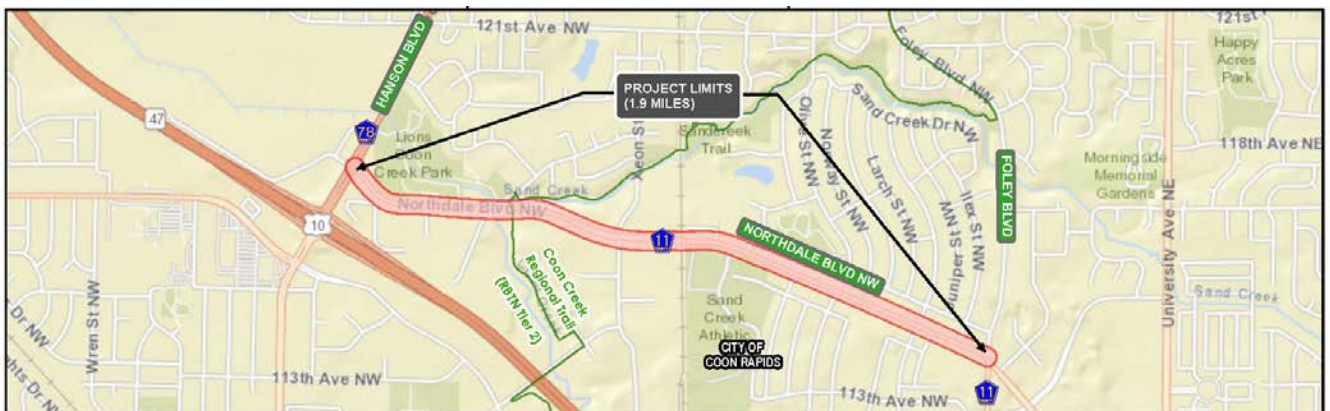 121st Ave NW
121st
Foley Blvd NW
Happy
Acres
Park
HANSON BLVD
PROJECT LIMITS
(1.9 MILES)
47
78
Lions
Coon
Creek Park
Xeon St
Sandcreek
Trail
Olive St NW
Norway St NW
Sand Creek Dr NW
Larch St NW
Juniper St NW
Ilex St NW
FOLEY BLVD
Morningside
Memorial
Gardens
118th Ave NE
University Ave NE
Sand Creek
Northdale Blvd NW
10
11
NORTHDALE BLVD NW
Coon Creek
Regional Trail
(RBTN Tier 2)
Sand
Creek
Athletic
CITY OF
COON RAPIDS
Sand Creek
Wren St NW
Dr NW
113th Ave NW
113th Ave NW
11